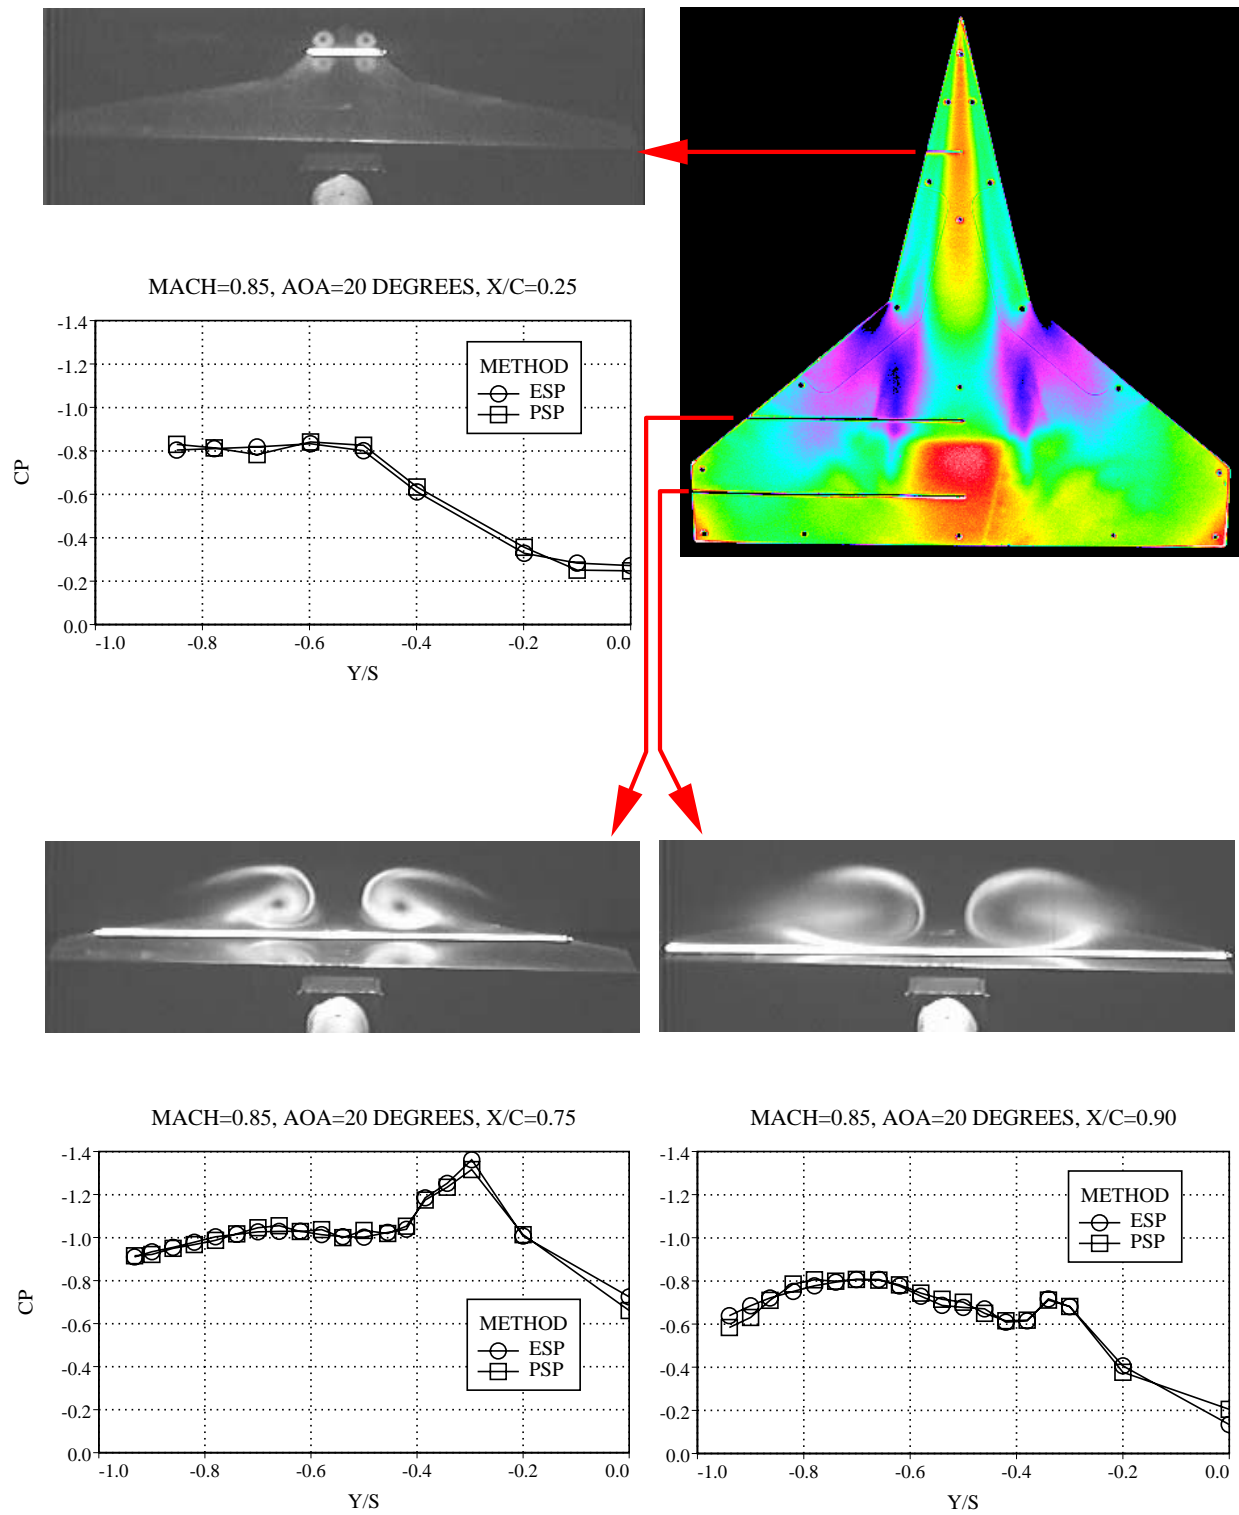 MACH=0.85, AOA=20 DEGREES, X/C=0.25
-1.4
-1.2
-1.0
-0.8
-0.6
-0.4
-0.2
0.0
CP
METHOD
ESP
PSP
-1.0 -0.8 -0.6 -0.4 -0.2 0.0
Y/S
MACH=0.85, AOA=20 DEGREES, X/C=0.75
-1.4
-1.2
-1.0
-0.8
-0.6
-0.4
-0.2
0.0
CP
METHOD
ESP
PSP
-1.0 -0.8 -0.6 -0.4 -0.2 0.0
Y/S
MACH=0.85, AOA=20 DEGREES, X/C=0.90
-1.4
-1.2
-1.0
-0.8
-0.6
-0.4
-0.2
0.0
METHOD
ESP
PSP
-1.0 -0.8 -0.6 -0.4 -0.2 0.0
Y/S